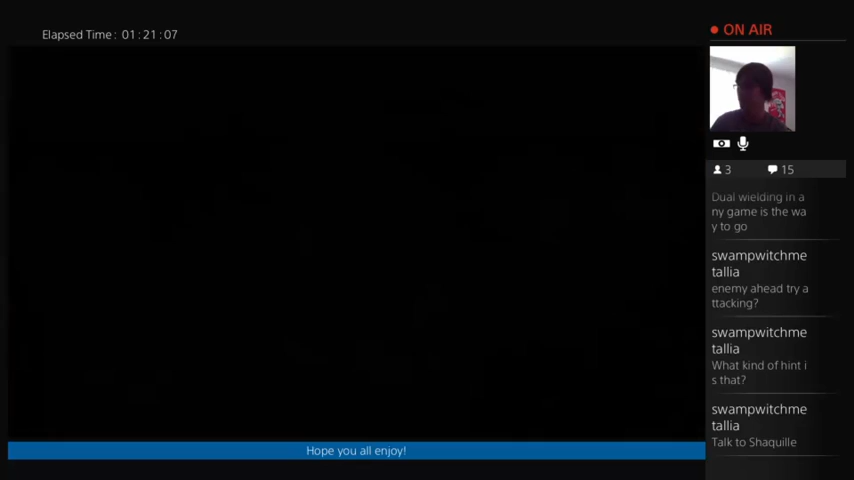 Elapsed Time: 01:21:07
ON AIR
3 15
Dual wielding in a
ny game is the wa
y to go
swampwitchme
tallia
enemy ahead try a
ttacking?
swampwitchme
tallia
What kind of hint i
s that?
swampwitchme
tallia
Talk to Shaquille
Hope you all enjoy!